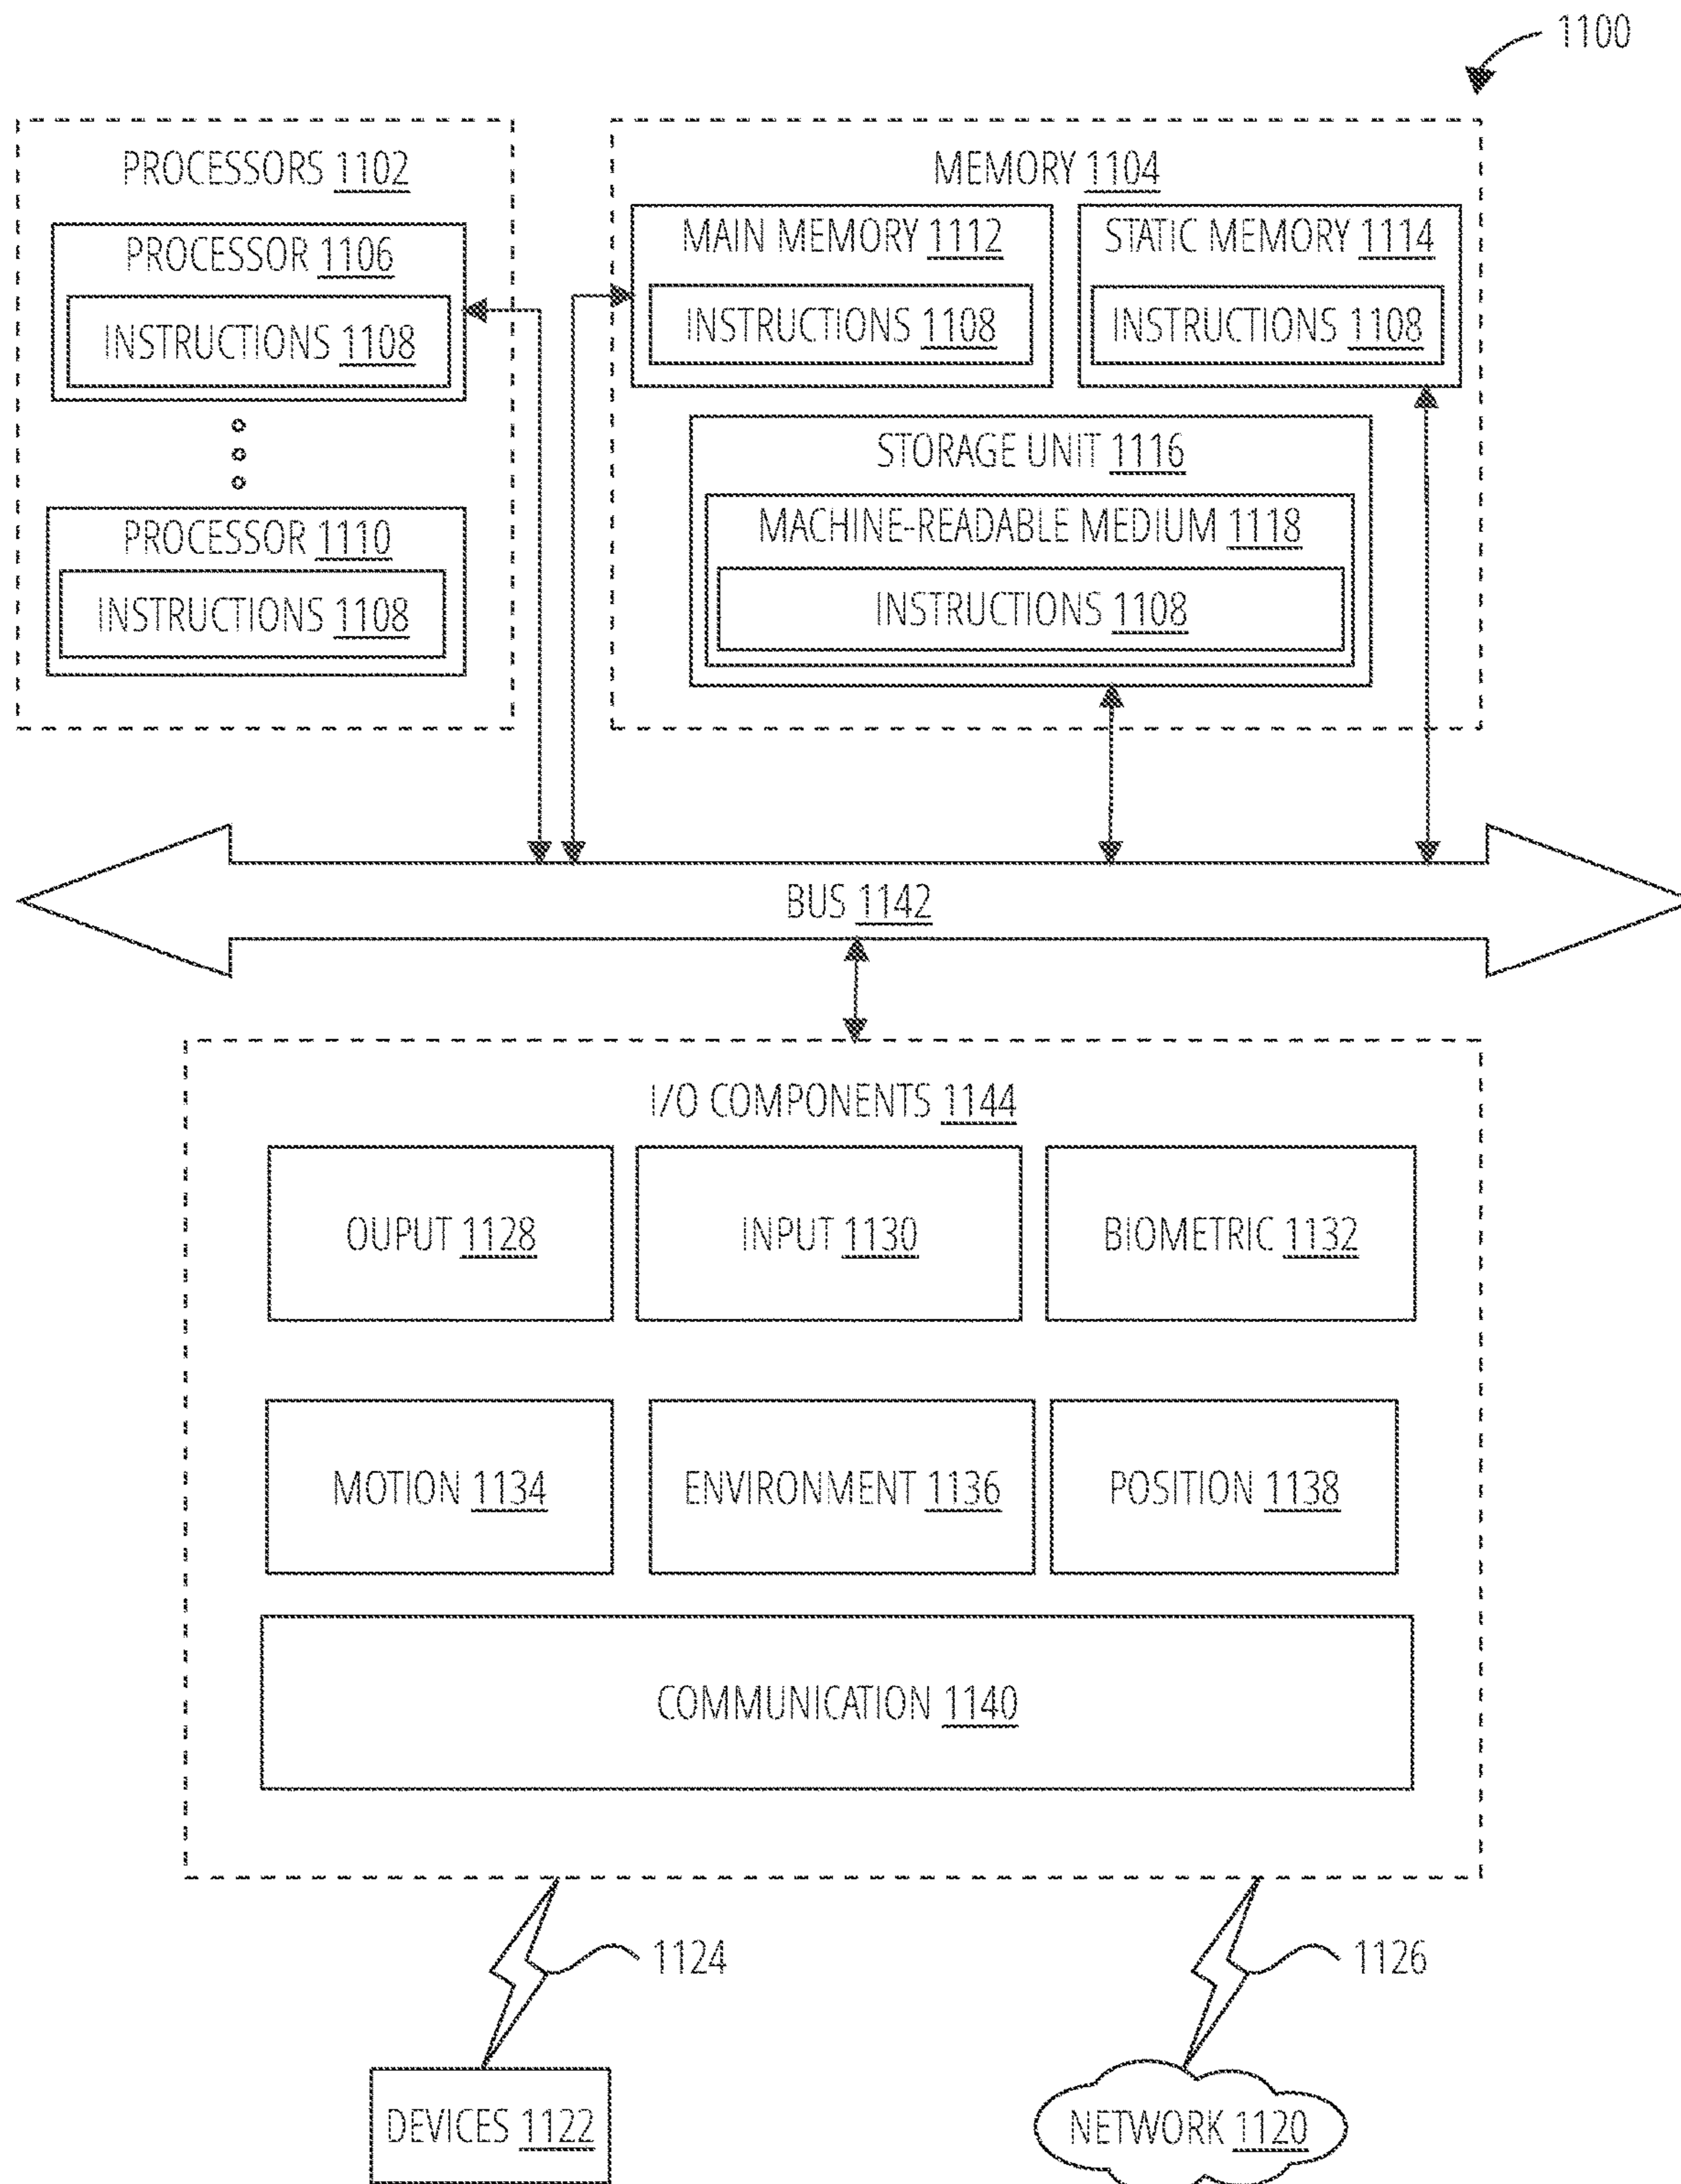 1100
PROCESSORS 1102
PROCESSOR 1106
INSTRUCTIONS 1108
PROCESSOR 1110
INSTRUCTIONS 1108
MEMORY 1104
MAIN MEMORY 1112
INSTRUCTIONS 1108
STATIC MEMORY 1114
INSTRUCTIONS 1108
STORAGE UNIT 1116
MACHINE-READABLE MEDIUM 1118
INSTRUCTIONS 1108
BUS 1142
I/O COMPONENTS 1144
OUPUT 1128
INPUT 1130
BIOMETRIC 1132
MOTION 1134
ENVIRONMENT 1136
POSITION 1138
COMMUNICATION 1140
1124
1126
DEVICES 1122
NETWORK 1120